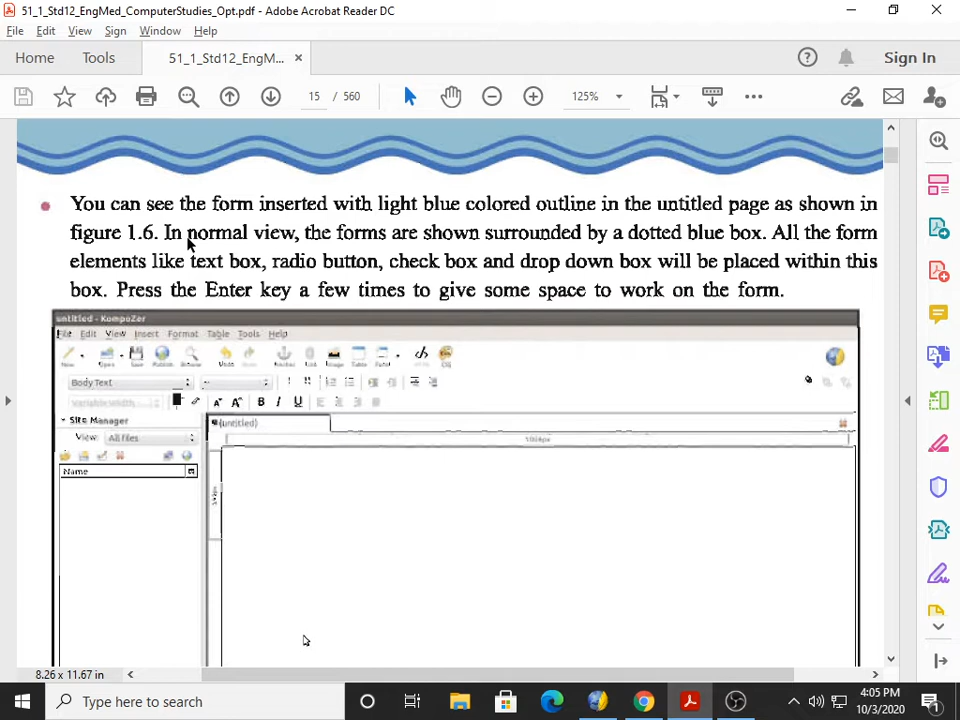 51_1_Std12_EngMed_ComputerStudies_Opt.pdf - Adobe Acrobat Reader DC
File Edit View Sign Window Help
Home Tools 51_1_Std12_EngM... Sign In
15 / 560 125%
You can see the form inserted with light blue colored outline in the untitled page as shown in
figure 1.6. In normal view, the forms are shown surrounded by a dotted blue box. All the form
elements like text box, radio button, check box and drop down box will be placed within this
box. Press the Enter key a few times to give some space to work on the form.
untitled - KompoZer
File Edit View Insert Format Table Tools Help
Body Text
Variable Width
B I U
Site Manager
(untitled)
View: All files
Name
8.26 x 11.67 in
Type here to search
4:05 PM
10/3/2020
1